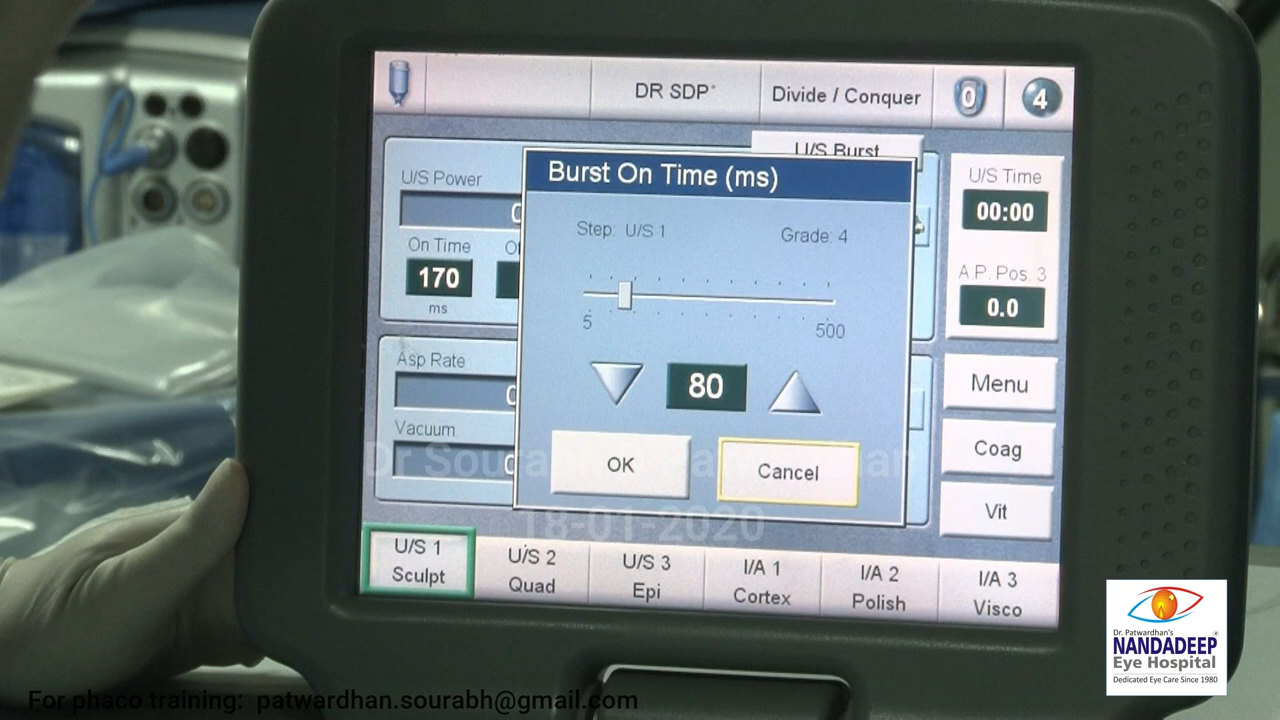 DR SDP*
Divide / Conquer
0
4
U/S Burst
Burst On Time (ms)
Step: U/S 1
Grade: 4
5
500
80
OK
Cancel
U/S Power
On Time
170
ms
Asp Rate
Vacuum
U/S Time
00:00
A.P. Pos. 3
0.0
Menu
Coag
Vit
U/S 1
Sculpt
U/S 2
Quad
U/S 3
Epi
I/A 1
Cortex
I/A 2
Polish
I/A 3
Visco
18-01-2020
Dr. Patwardhan's
NANDADEEP
Eye Hospital
Dedicated Eye Care Since 1980
For phaco training: patwardhan.sourabh@gmail.com